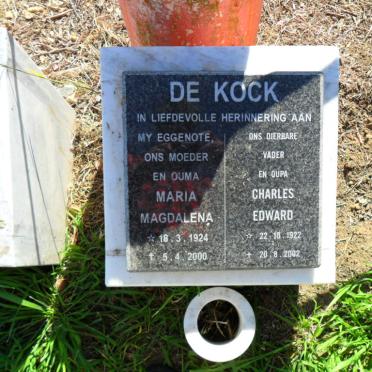 DE KOCK
IN LIEFDEVOLLE HERINNERING AAN
MY EGGENOTE,
ONS MOEDER
EN OUMA
MARIA
MAGDALENA
☆ 18.3.1924
✝ 5.4.2000
ONS DIERBARE
VADER
EN OUPA
CHARLES
EDWARD
☆ 22.10.1922
✝ 20.8.2002